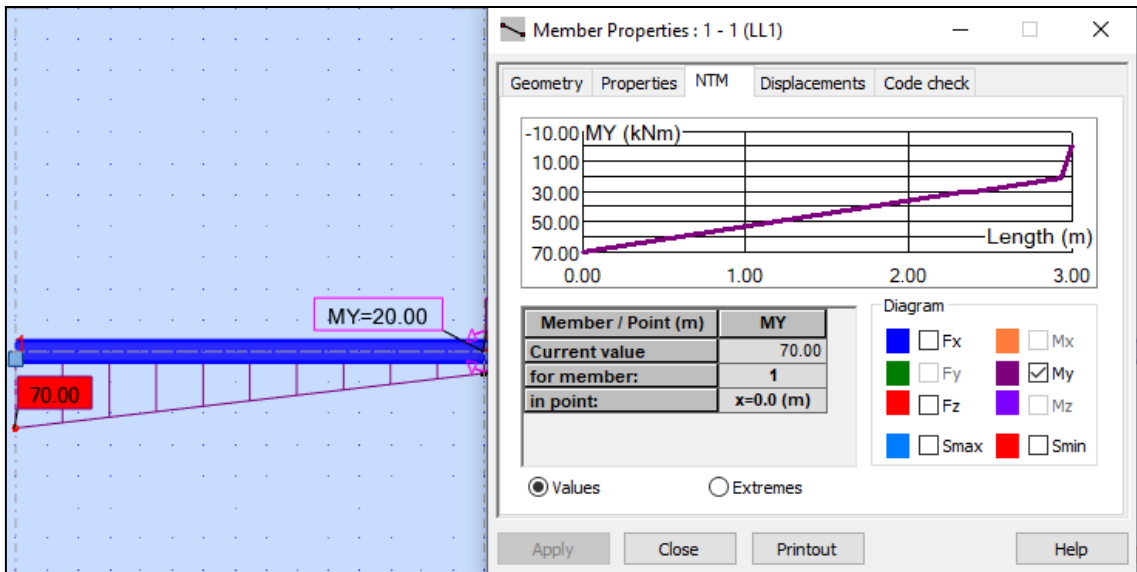 MY=20.00
70.00
Member Properties : 1 - 1 (LL1)
Geometry Properties NTM Displacements Code check
-10.00 MY (kNm)
10.00
30.00
50.00
Length (m)
70.00
0.00 1.00 2.00 3.00
Diagram
Member / Point (m) MY
Current value 70.00
for member: 1
in point: x=0.0 (m)
Fx Mx
Fy My
Fz Mz
Smax Smin
Values Extremes
Apply Close Printout Help